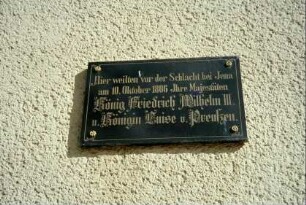 Hier weilten vor der Schlacht bei Jena
am 10. Oktober 1806 Ihre Majestäten
König Friedrich Wilhelm III.
u. Königin Luise v. Preußen.